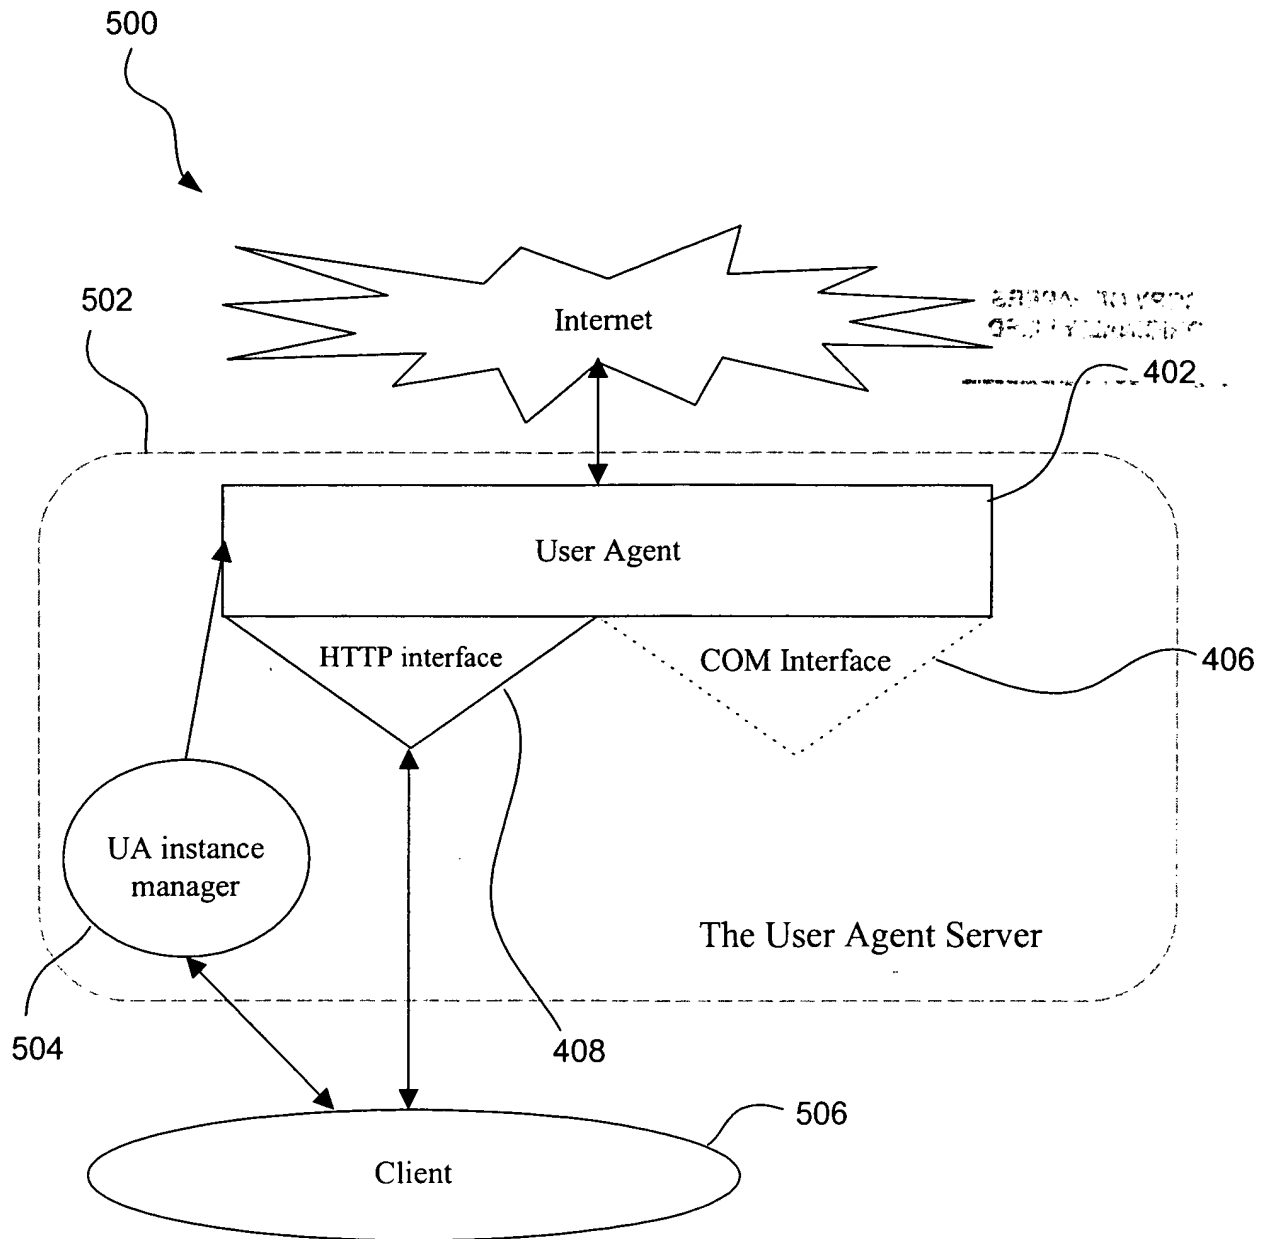 500
502
Internet
402
User Agent
HTTP interface
COM Interface
406
UA instance
manager
The User Agent Server
504
408
506
Client